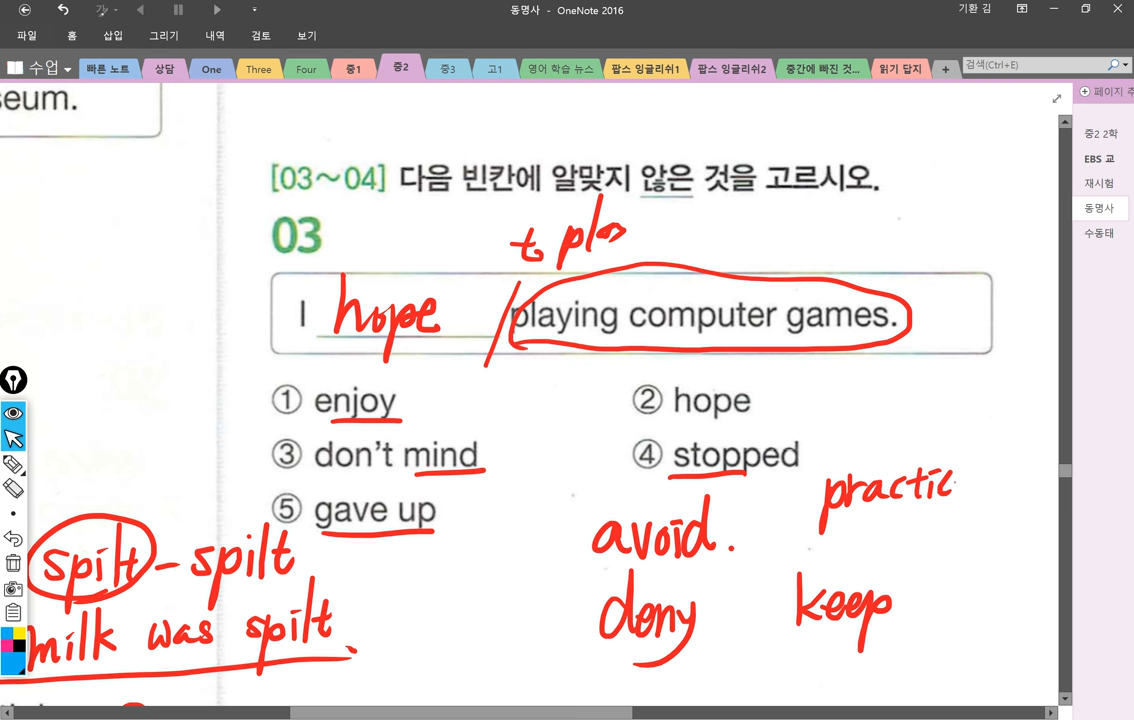 동명사 - OneNote 2016
기환 김
파일 홈 삽입 그리기 내역 검토 보기
수업 빠른 노트 상담 One Three Four 중1 중2 중3 고1 영어 학습 뉴스 팝스 잉글리쉬1 팝스 잉글리쉬2 중간에 빠진 것... 읽기 답지 + 검색(Ctrl+E)
페이지 추
중2 2학
EBS 교
재시험
동명사
수동태
seum.
[03~04] 다음 빈칸에 알맞지 않은 것을 고르시오.
03
to play
I hope playing computer games.
① enjoy ② hope
③ don't mind ④ stopped
⑤ gave up
practic
avoid.
spilt - spilt
deny keep
milk was spilt.